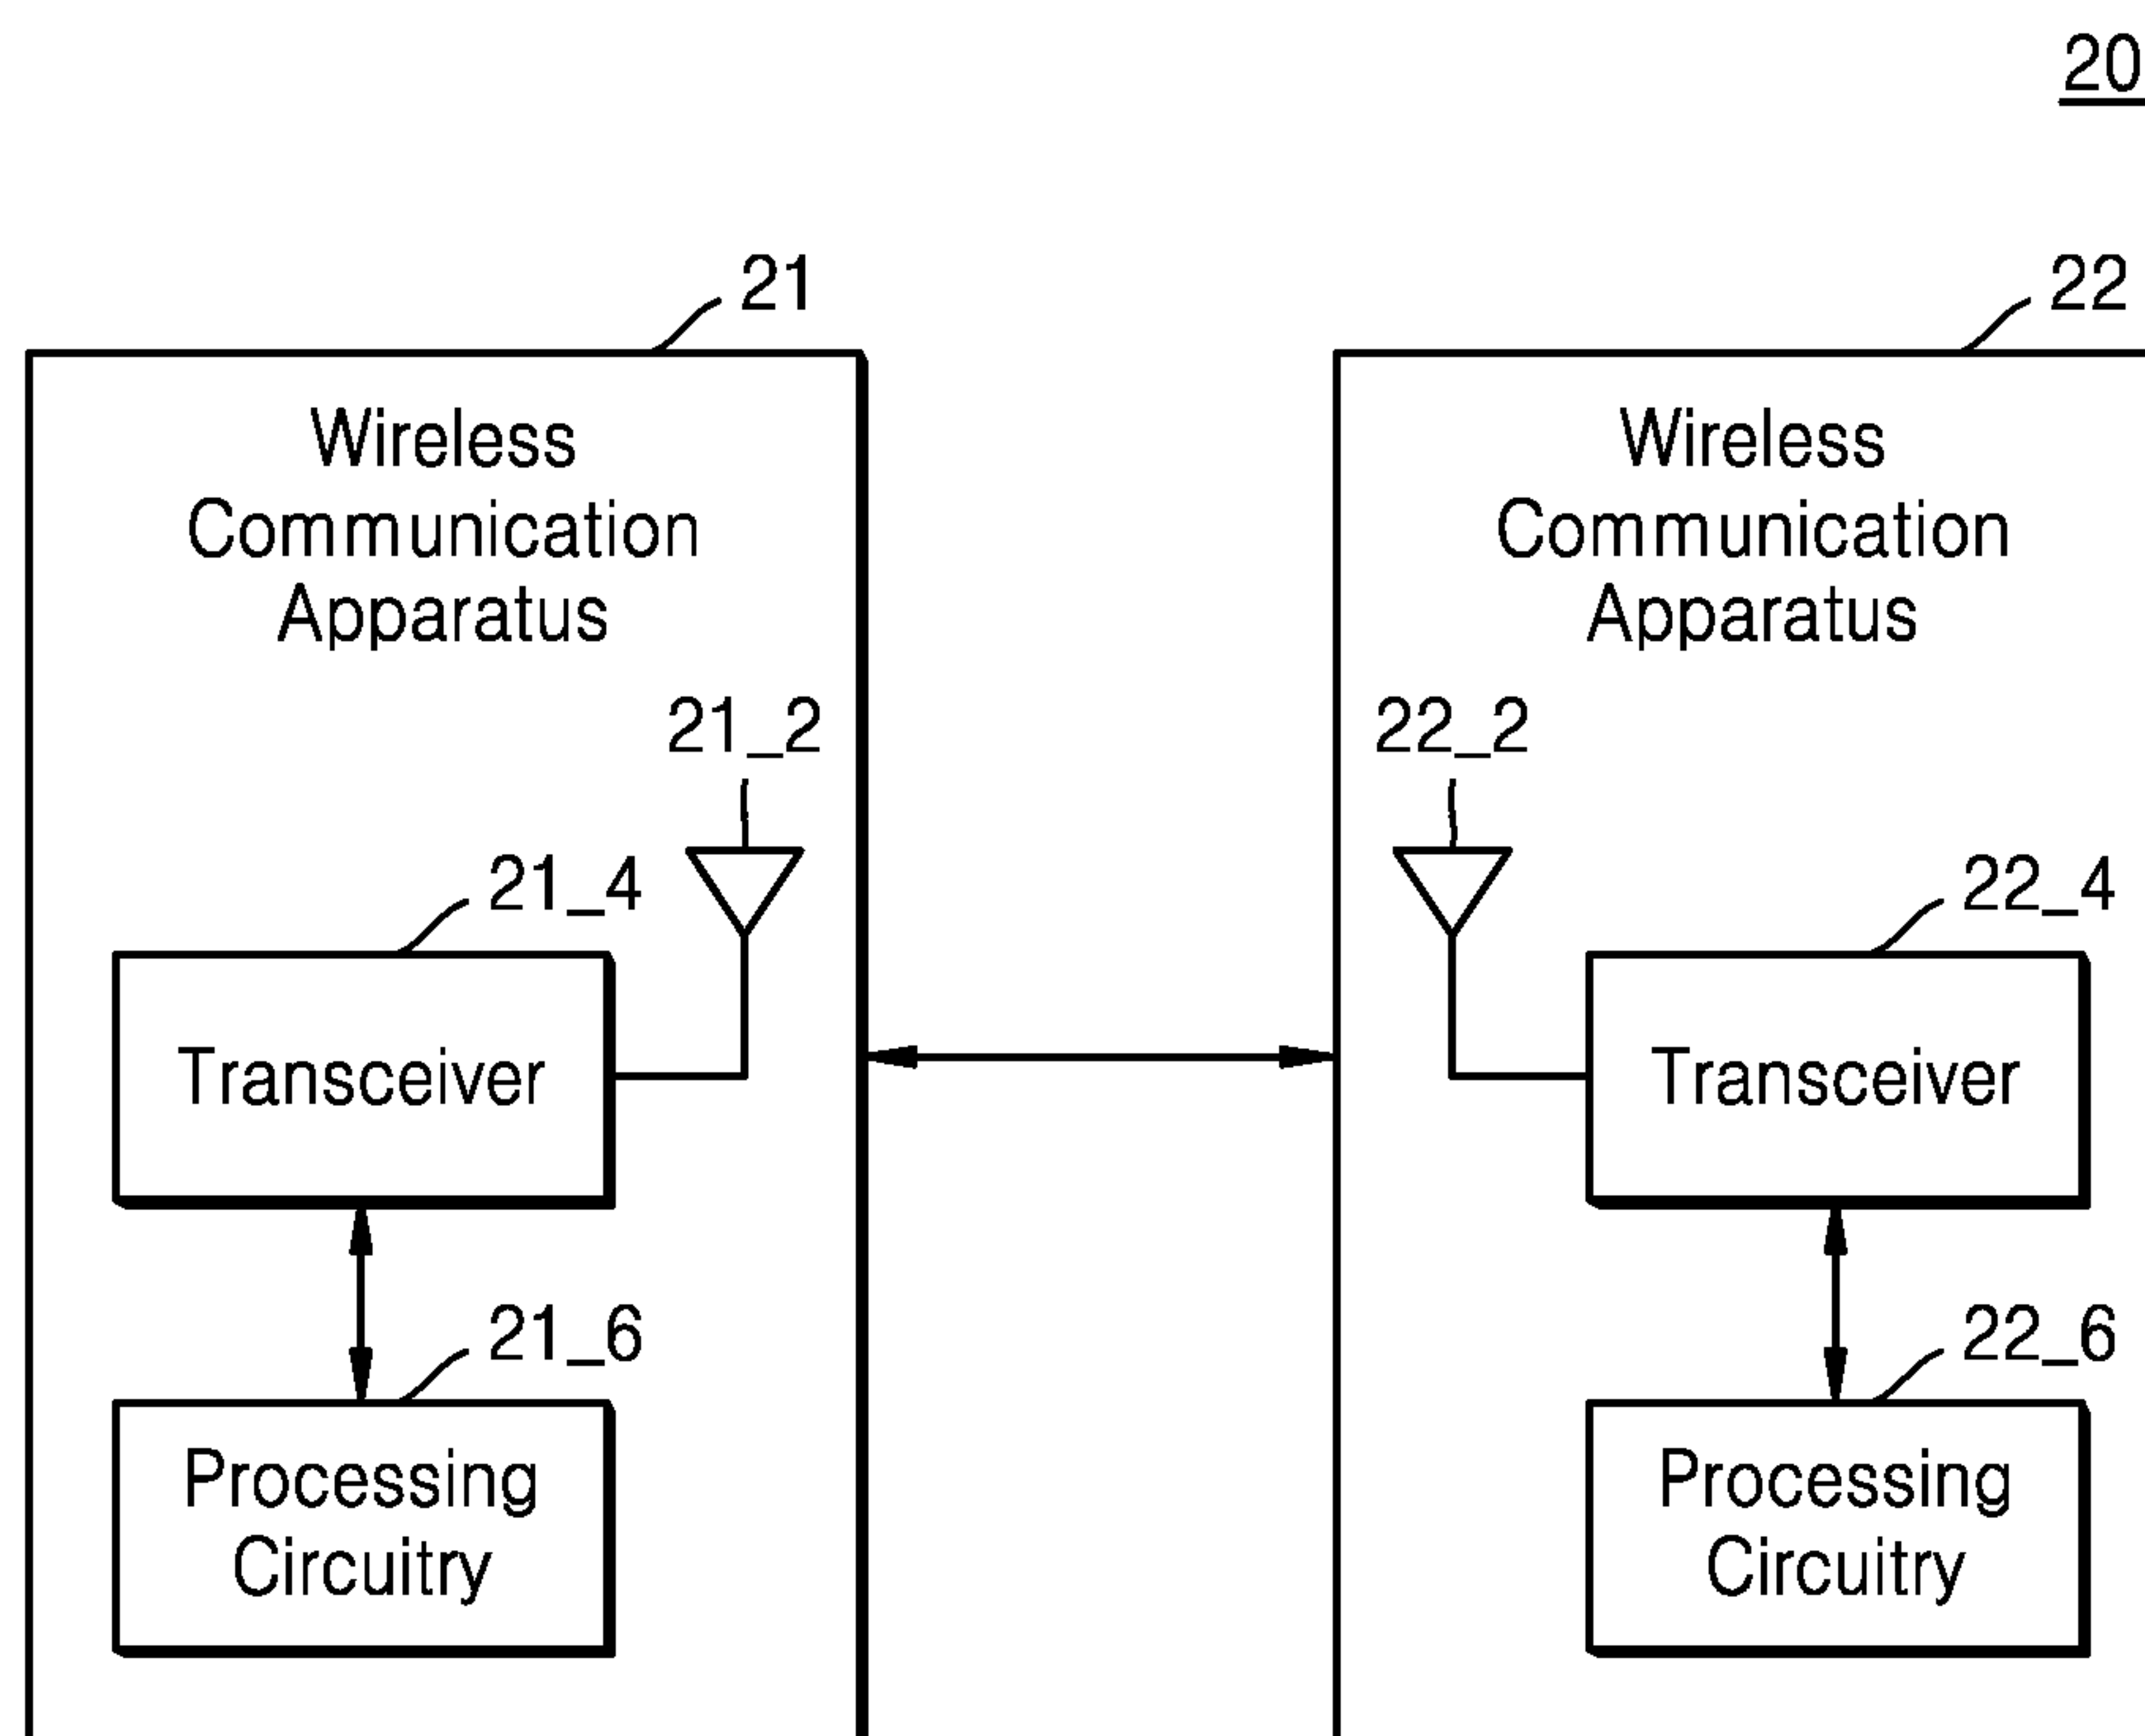 20
21
22
Wireless
Communication
Apparatus
21_2
21_4
Transceiver
21_6
Processing
Circuitry
Wireless
Communication
Apparatus
22_2
22_4
Transceiver
22_6
Processing
Circuitry